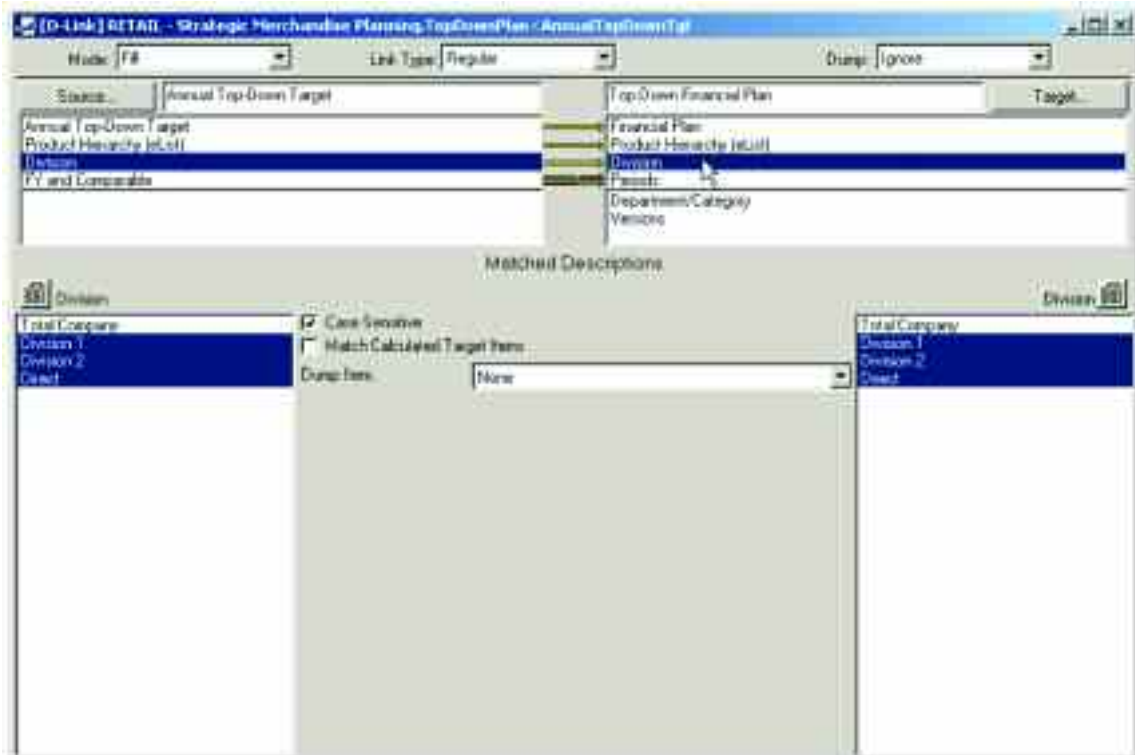 [D-Link] RETAIL - Strategic Merchandise Planning.TopDownPlan<AnnualTopDownTgt
Mode: Fill Link Type: Regular Dump: Ignore
Source... Annual Top-Down Target Top Down Financial Plan Target...
Annual Top-Down Target Financial Plan
Product Hierarchy (eList) Product Hierarchy (eList)
Division Division
FY and Comparable Periods
Department/Category
Versions
Matched Descriptions
Division Division
Total Company Case Sensitive Total Company
Division 1 Match Calculated Target Items Division 1
Division 2 Dump Item: None Division 2
Direct Direct